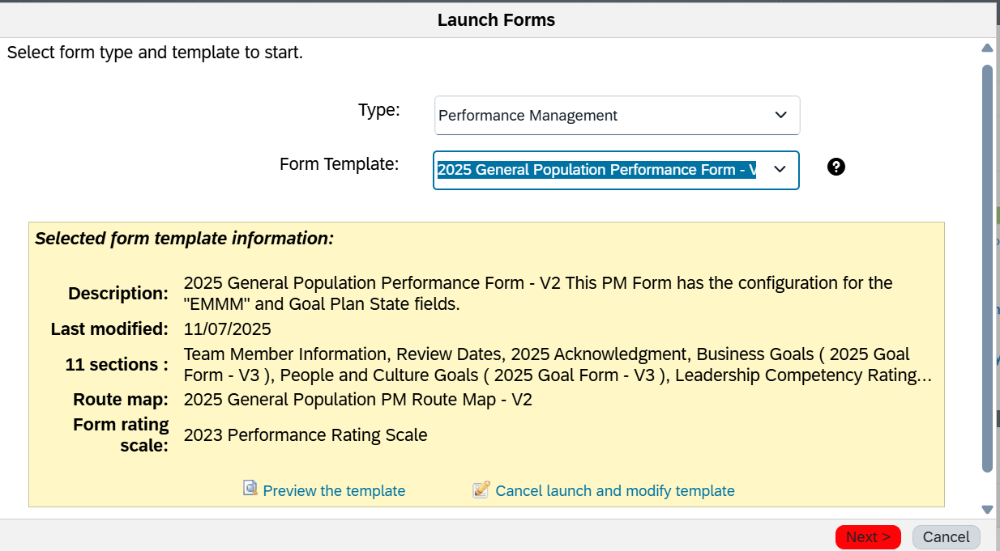 Launch Forms
Select form type and template to start.
Type:
Performance Management
Form Template:
2025 General Population Performance Form - V
Selected form template information:
Description:
2025 General Population Performance Form - V2 This PM Form has the configuration for the
"EMMM" and Goal Plan State fields.
Last modified:
11/07/2025
11 sections :
Team Member Information, Review Dates, 2025 Acknowledgment, Business Goals ( 2025 Goal
Form - V3 ), People and Culture Goals ( 2025 Goal Form - V3 ), Leadership Competency Rating...
Route map:
2025 General Population PM Route Map - V2
Form rating
scale:
2023 Performance Rating Scale
Preview the template
Cancel launch and modify template
Next >
Cancel